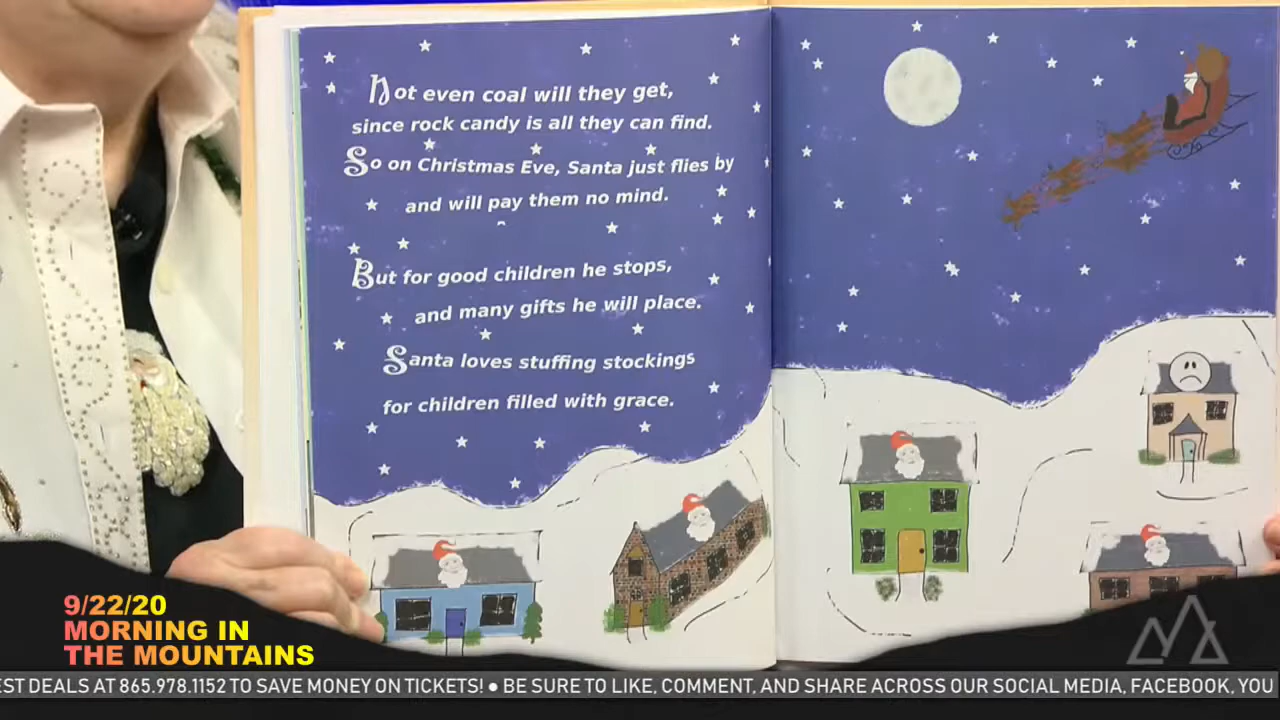 Not even coal will they get,
since rock candy is all they can find.
So on Christmas Eve, Santa just flies by
and will pay them no mind.
But for good children he stops,
and many gifts he will place.
Santa loves stuffing stockings
for children filled with grace.
9/22/20
MORNING IN
THE MOUNTAINS
EST DEALS AT 865.978.1152 TO SAVE MONEY ON TICKETS! ● BE SURE TO LIKE, COMMENT, AND SHARE ACROSS OUR SOCIAL MEDIA, FACEBOOK, YOU